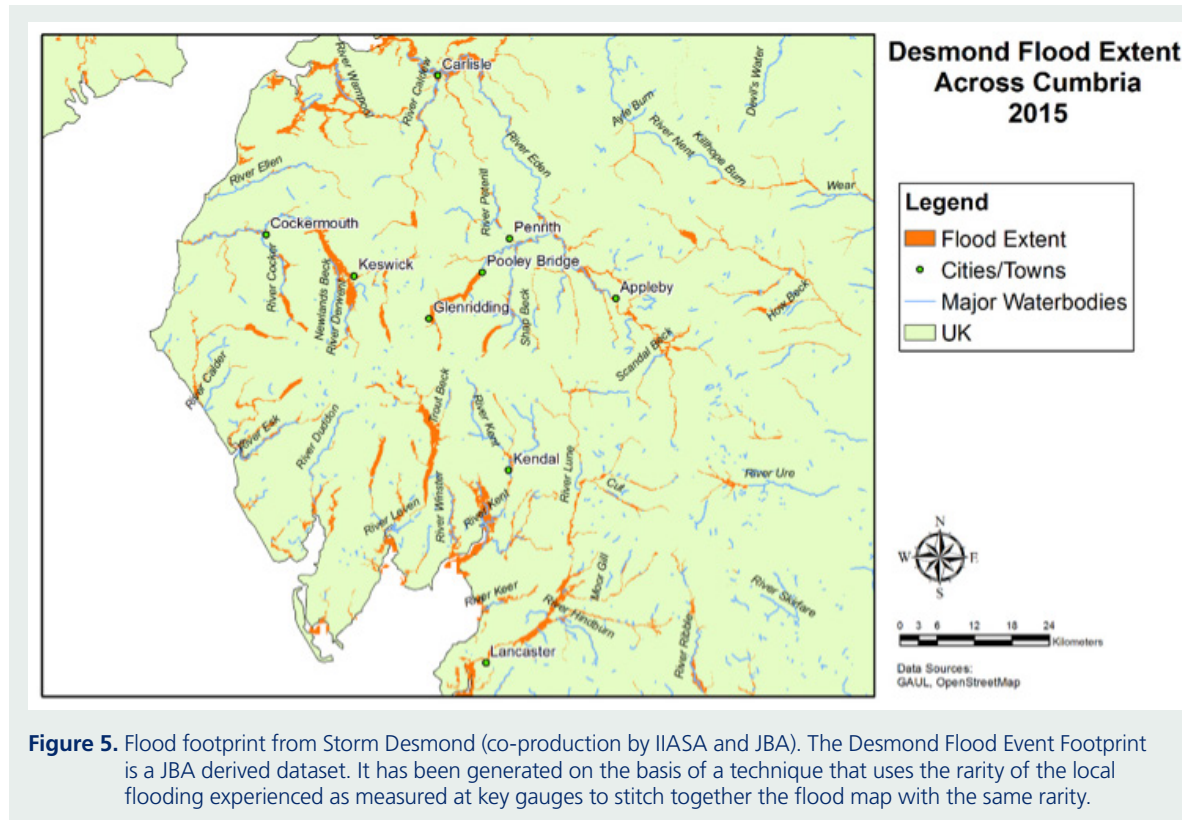 Desmond Flood Extent
Across Cumbria
2015
Legend
Flood Extent
Cities/Towns
Major Waterbodies
UK
River Wampool
River Caldew
Carlisle
Ayle Burn
Devil's Water
River Nent
Killhope Burn
Wear
River Eden
River Ellen
River Petterill
Cockermouth
Penrith
Keswick
Pooley Bridge
Appleby
River Cocker
Newlands Beck
River Derwent
Glenridding
Shap Beck
How Beck
Scandal Beck
River Calder
Trout Beck
River Esk
River Duddon
River Kent
Kendal
River Lune
Cut
River Ure
River Leven
River Winster
River Kent
Moor Gill
River Keer
River Hindburn
River Skirfare
River Ribble
Lancaster
N
W
E
S
0 3 6 12 18 24
Kilometers
Data Sources:
GAUL, OpenStreetMap
Figure 5. Flood footprint from Storm Desmond (co-production by IIASA and JBA). The Desmond Flood Event Footprint
is a JBA derived dataset. It has been generated on the basis of a technique that uses the rarity of the local
flooding experienced as measured at key gauges to stitch together the flood map with the same rarity.